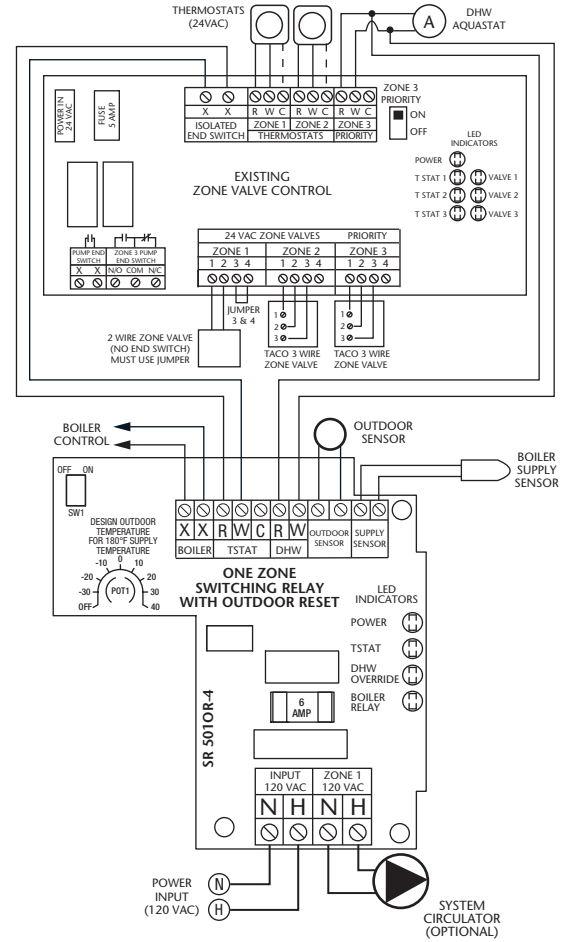 THERMOSTATS
(24VAC)
A
DHW
AQUASTAT
POWER IN
24 VAC
FUSE
5 AMP
X X R W C R W C R W C
ISOLATED
END SWITCH
ZONE 1 ZONE 2 ZONE 3
THERMOSTATS PRIORITY
ZONE 3
PRIORITY
ON
OFF
LED
INDICATORS
POWER
T STAT 1 VALVE 1
T STAT 2 VALVE 2
T STAT 3 VALVE 3
EXISTING
ZONE VALVE CONTROL
PUMP END
SWITCH
X X
ZONE 3 PUMP
END SWITCH
N/O COM N/C
24 VAC ZONE VALVES PRIORITY
ZONE 1 ZONE 2 ZONE 3
1 2 3 4 1 2 3 4 1 2 3 4
JUMPER
3 & 4
2 WIRE ZONE VALVE
(NO END SWITCH)
MUST USE JUMPER
1
2
3
TACO 3 WIRE
ZONE VALVE
1
2
3
TACO 3 WIRE
ZONE VALVE
BOILER
CONTROL
OUTDOOR
SENSOR
BOILER
SUPPLY
SENSOR
OFF ON
SW1
DESIGN OUTDOOR
TEMPERATURE
FOR 180°F SUPPLY
TEMPERATURE
-10 0 10
-20 20
-30 POT1 30
OFF 40
X X R W C R W OUTDOOR SENSOR SUPPLY SENSOR
BOILER TSTAT DHW
ONE ZONE
SWITCHING RELAY
WITH OUTDOOR RESET
LED
INDICATORS
POWER
TSTAT
DHW
OVERRIDE
BOILER
RELAY
6
AMP
SR 501OR-4
INPUT
120 VAC
ZONE 1
120 VAC
N H N H
POWER
INPUT
(120 VAC)
N
H
SYSTEM
CIRCULATOR
(OPTIONAL)